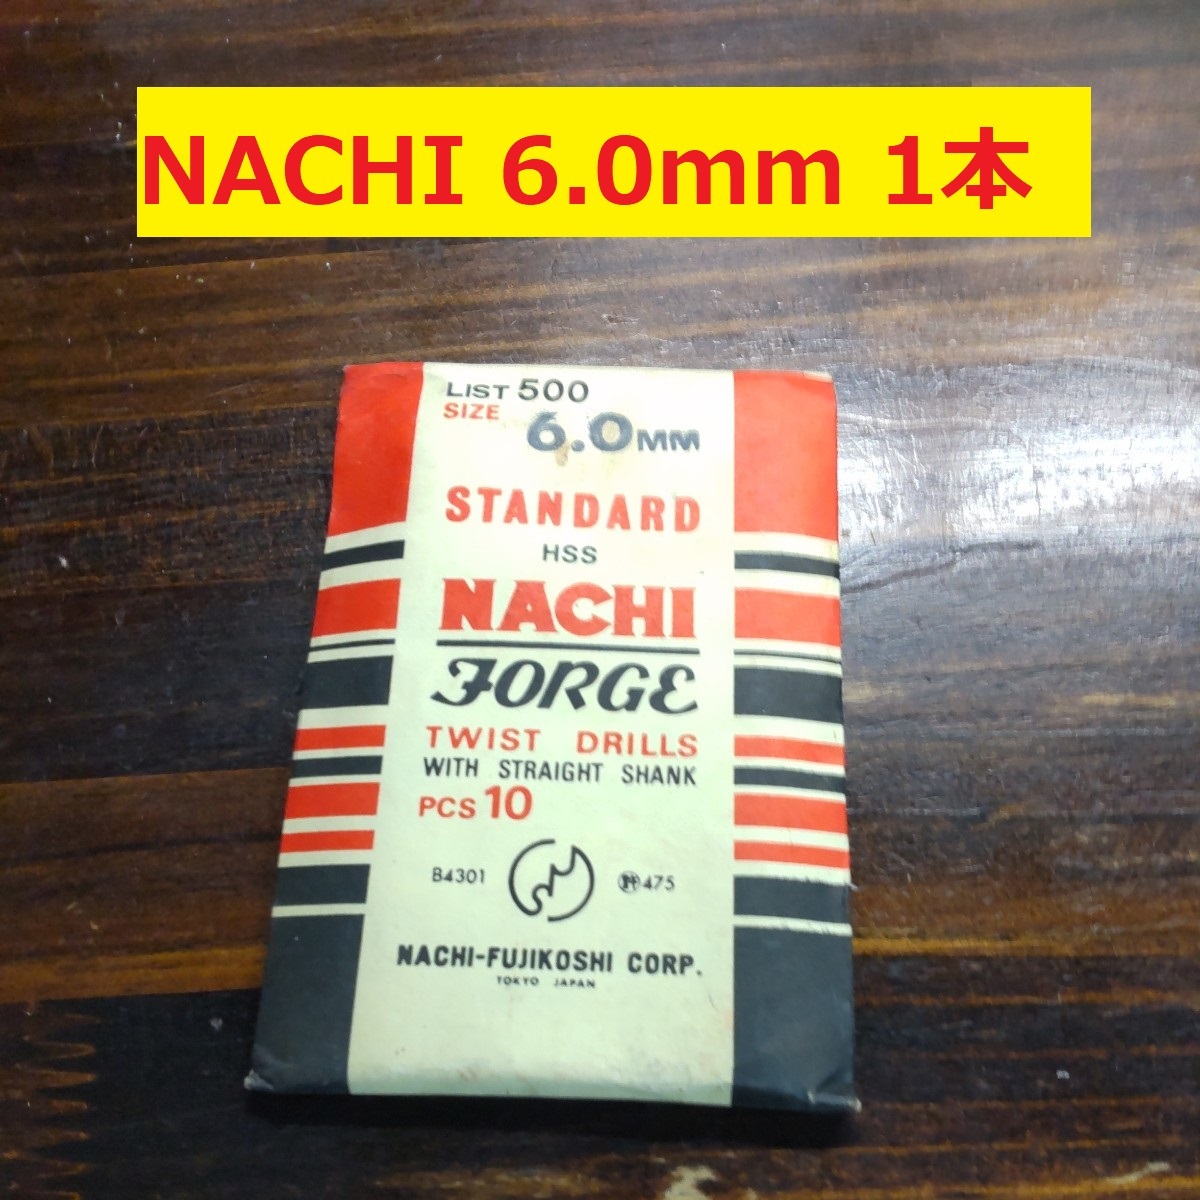 NACHI 6.0mm 1本
LIST 500
SIZE 6.0MM
STANDARD
HSS
NACHI
FORGE
TWIST DRILLS
WITH STRAIGHT SHANK
PCS 10
B4301
475
NACHI-FUJIKOSHI CORP.
TOKYO JAPAN